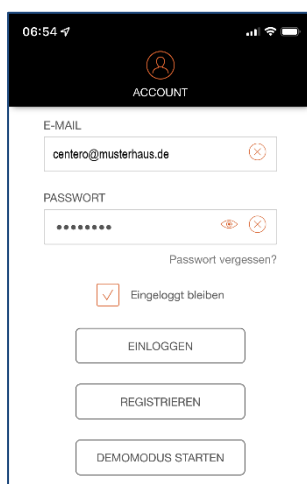 06:54
ACCOUNT
E-MAIL
centero@musterhaus.de
PASSWORT
Passwort vergessen?
Eingeloggt bleiben
EINLOGGEN
REGISTRIEREN
DEMOMODUS STARTEN